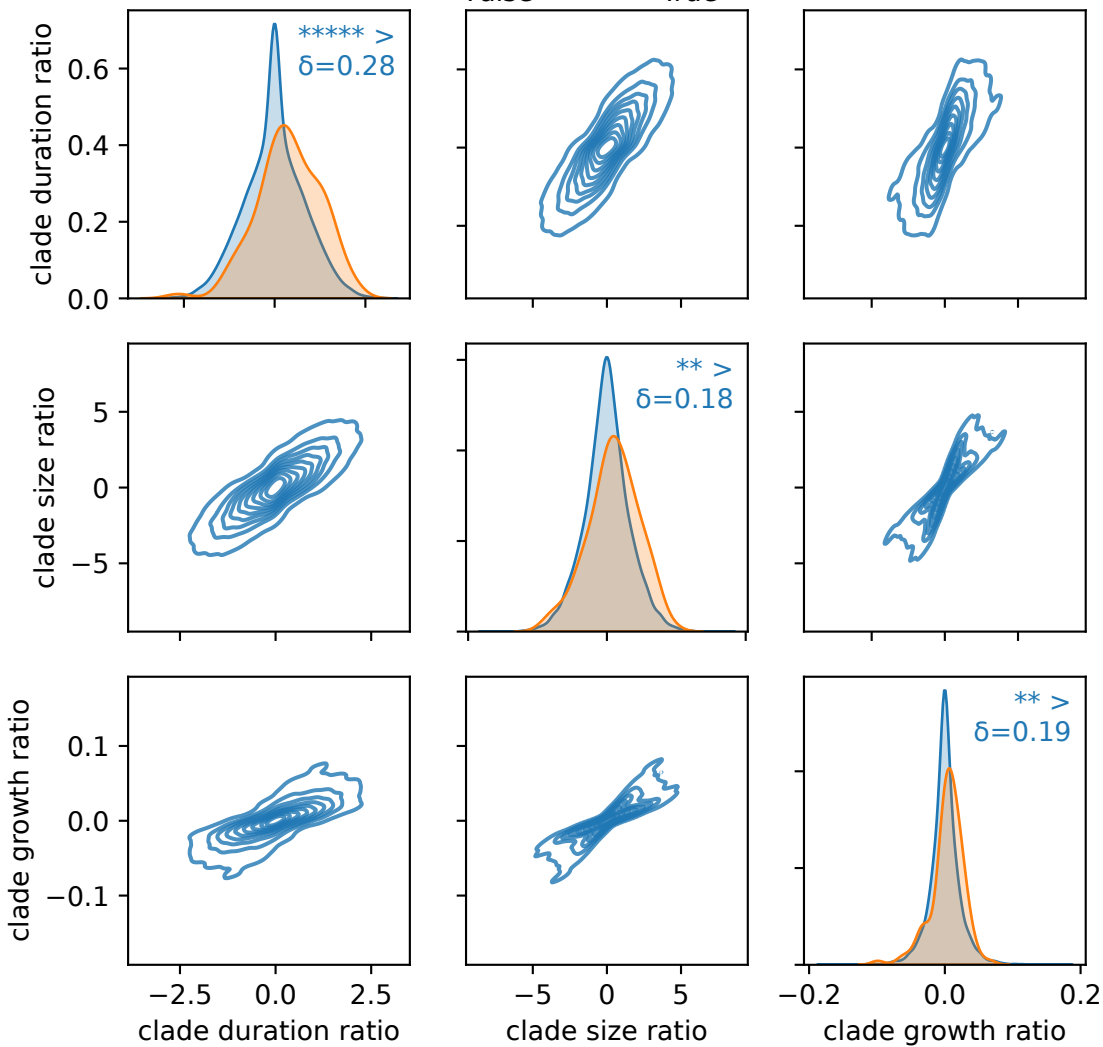 clade duration ratio
0.6
0.4
0.2
0.0
***** >
δ=0.28
clade size ratio
5
0
−5
** >
δ=0.18
clade growth ratio
0.1
0.0
−0.1
** >
δ=0.19
−2.5 0.0 2.5
−5 0 5
−0.2 0.0 0.2
clade duration ratio
clade size ratio
clade growth ratio